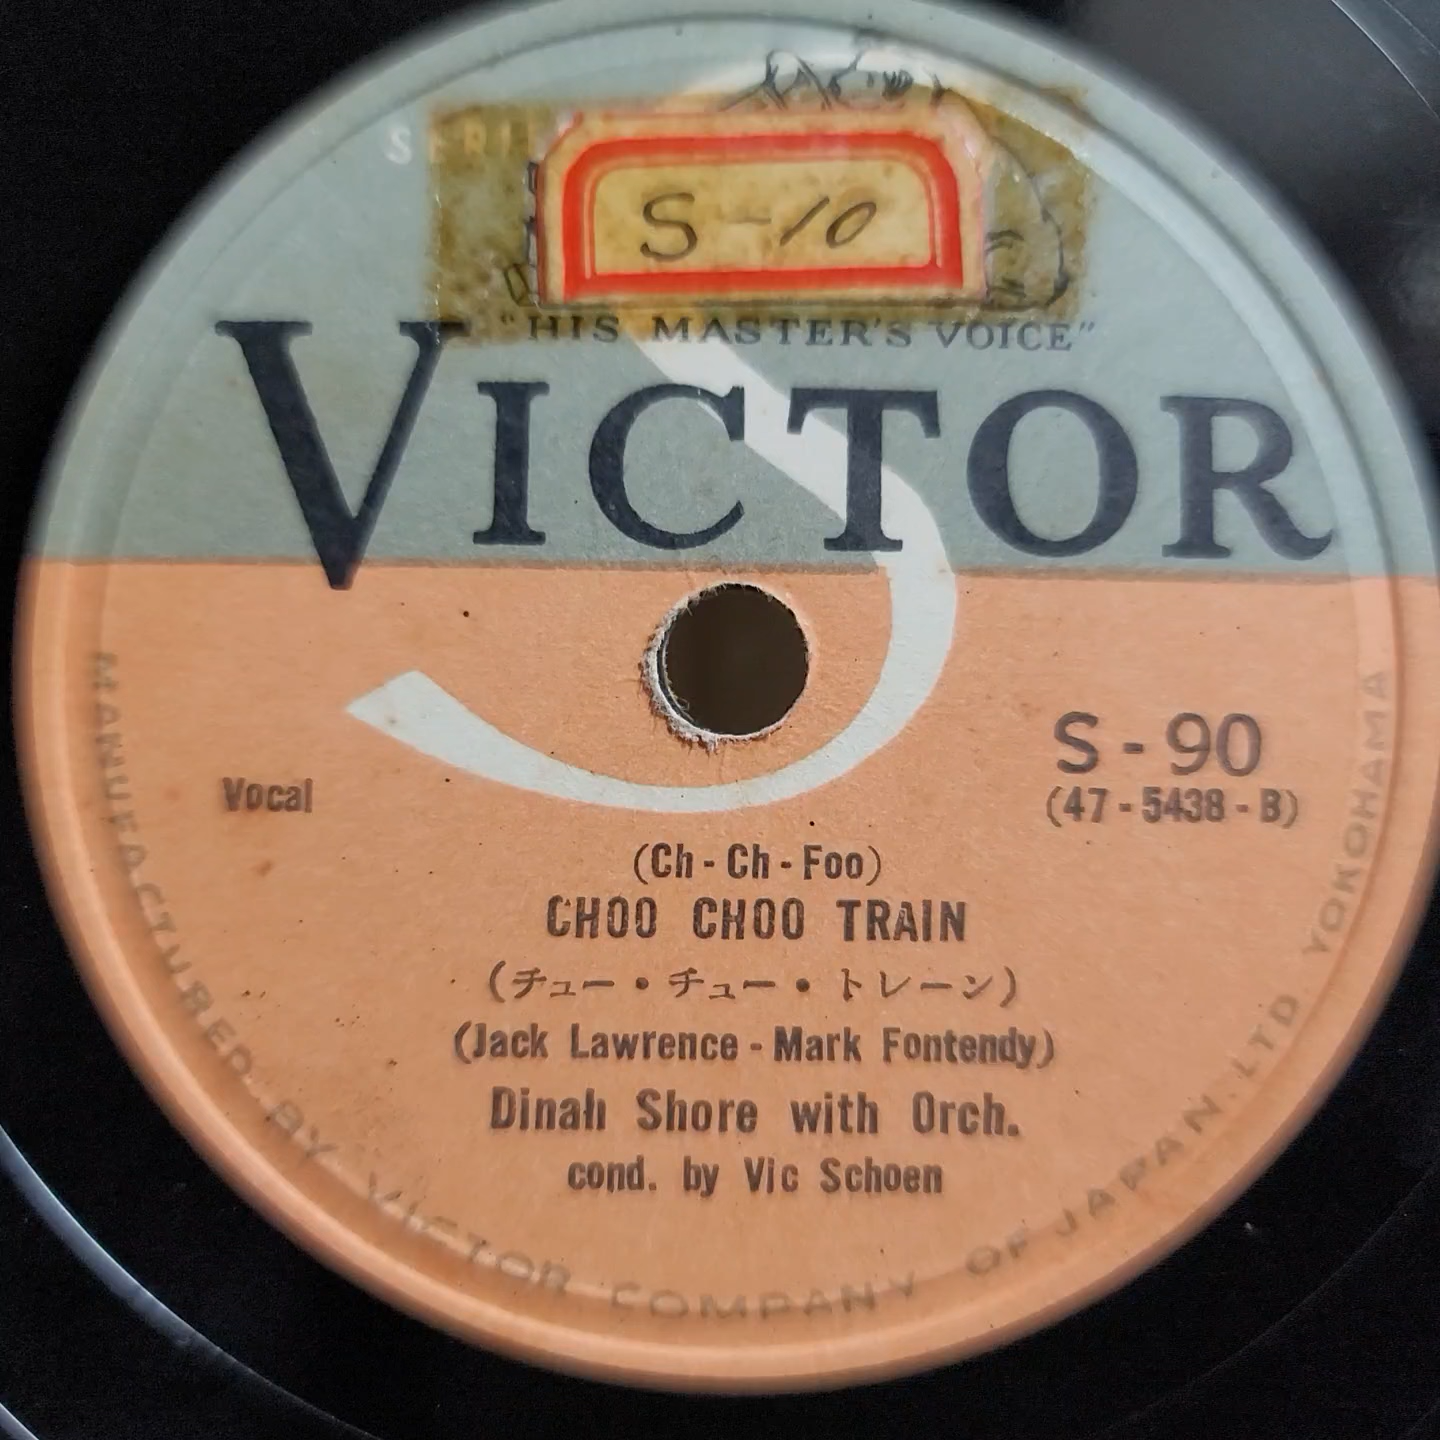 S-10
"HIS MASTER'S VOICE"
VICTOR
S - 90
Vocal
(47 - 5438 - B)
(Ch - Ch - Foo)
CHOO CHOO TRAIN
(チュー・チュー・トレーン)
(Jack Lawrence - Mark Fontendy)
Dinah Shore with Orch.
cond. by Vic Schoen
MANUFACTURED BY VICTOR COMPANY OF JAPAN. LTD. YOKOHAMA